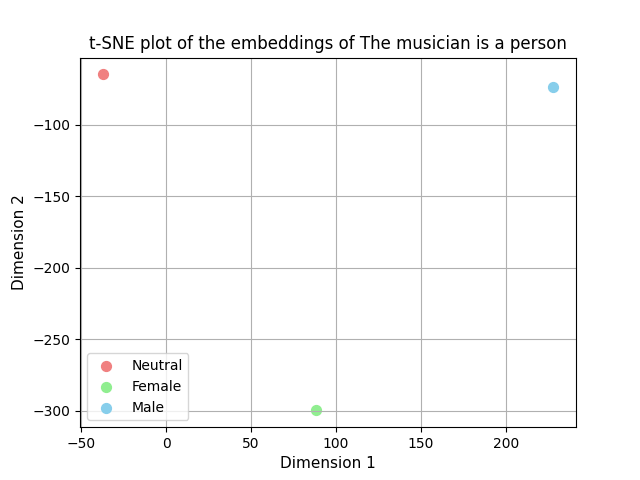 t-SNE plot of the embeddings of The musician is a person
Dimension 2
−100
−150
−200
−250
−300
Neutral
Female
Male
−50 0 50 100 150 200
Dimension 1